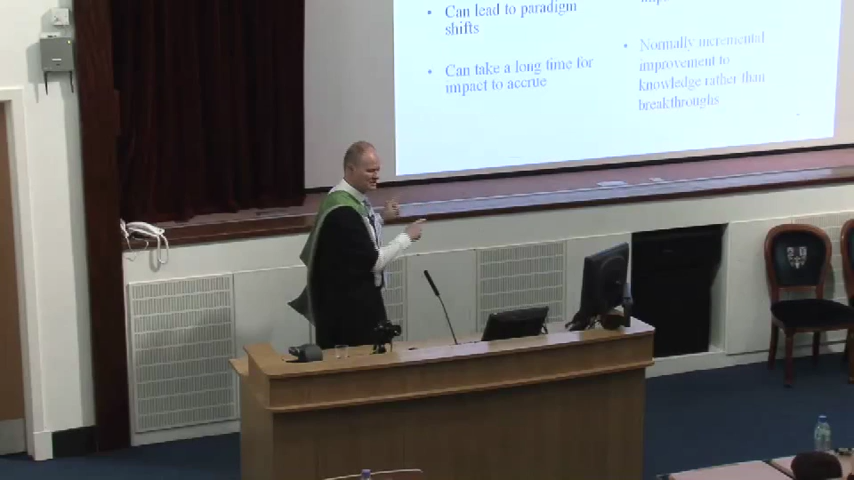 • Can lead to paradigm
shifts
• Can take a long time for
impact to accrue
• Normally incremental
improvement to
knowledge rather than
breakthroughs